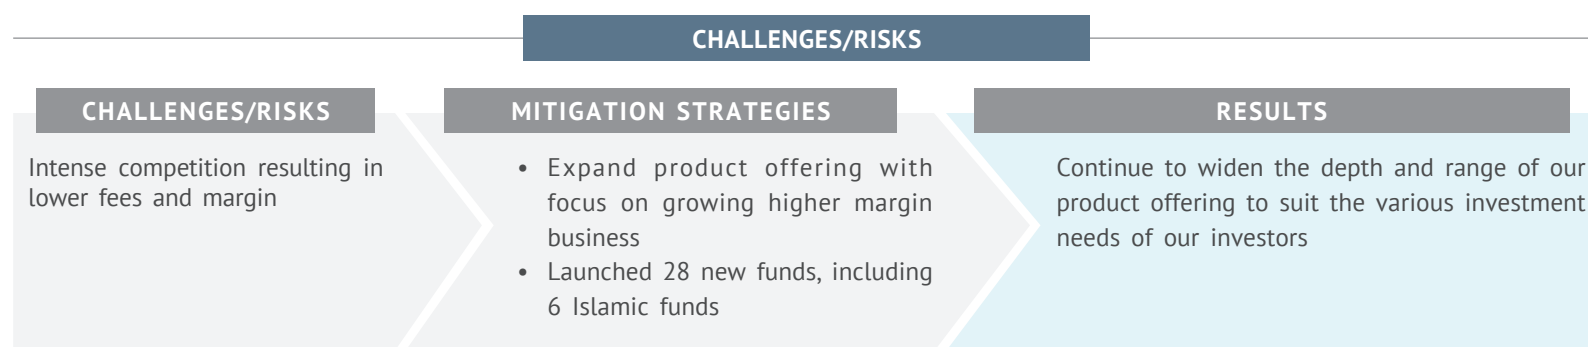 CHALLENGES/RISKS
CHALLENGES/RISKS
Intense competition resulting in
lower fees and margin
MITIGATION STRATEGIES
• Expand product offering with
focus on growing higher margin
business
• Launched 28 new funds, including
6 Islamic funds
RESULTS
Continue to widen the depth and range of our
product offering to suit the various investment
needs of our investors